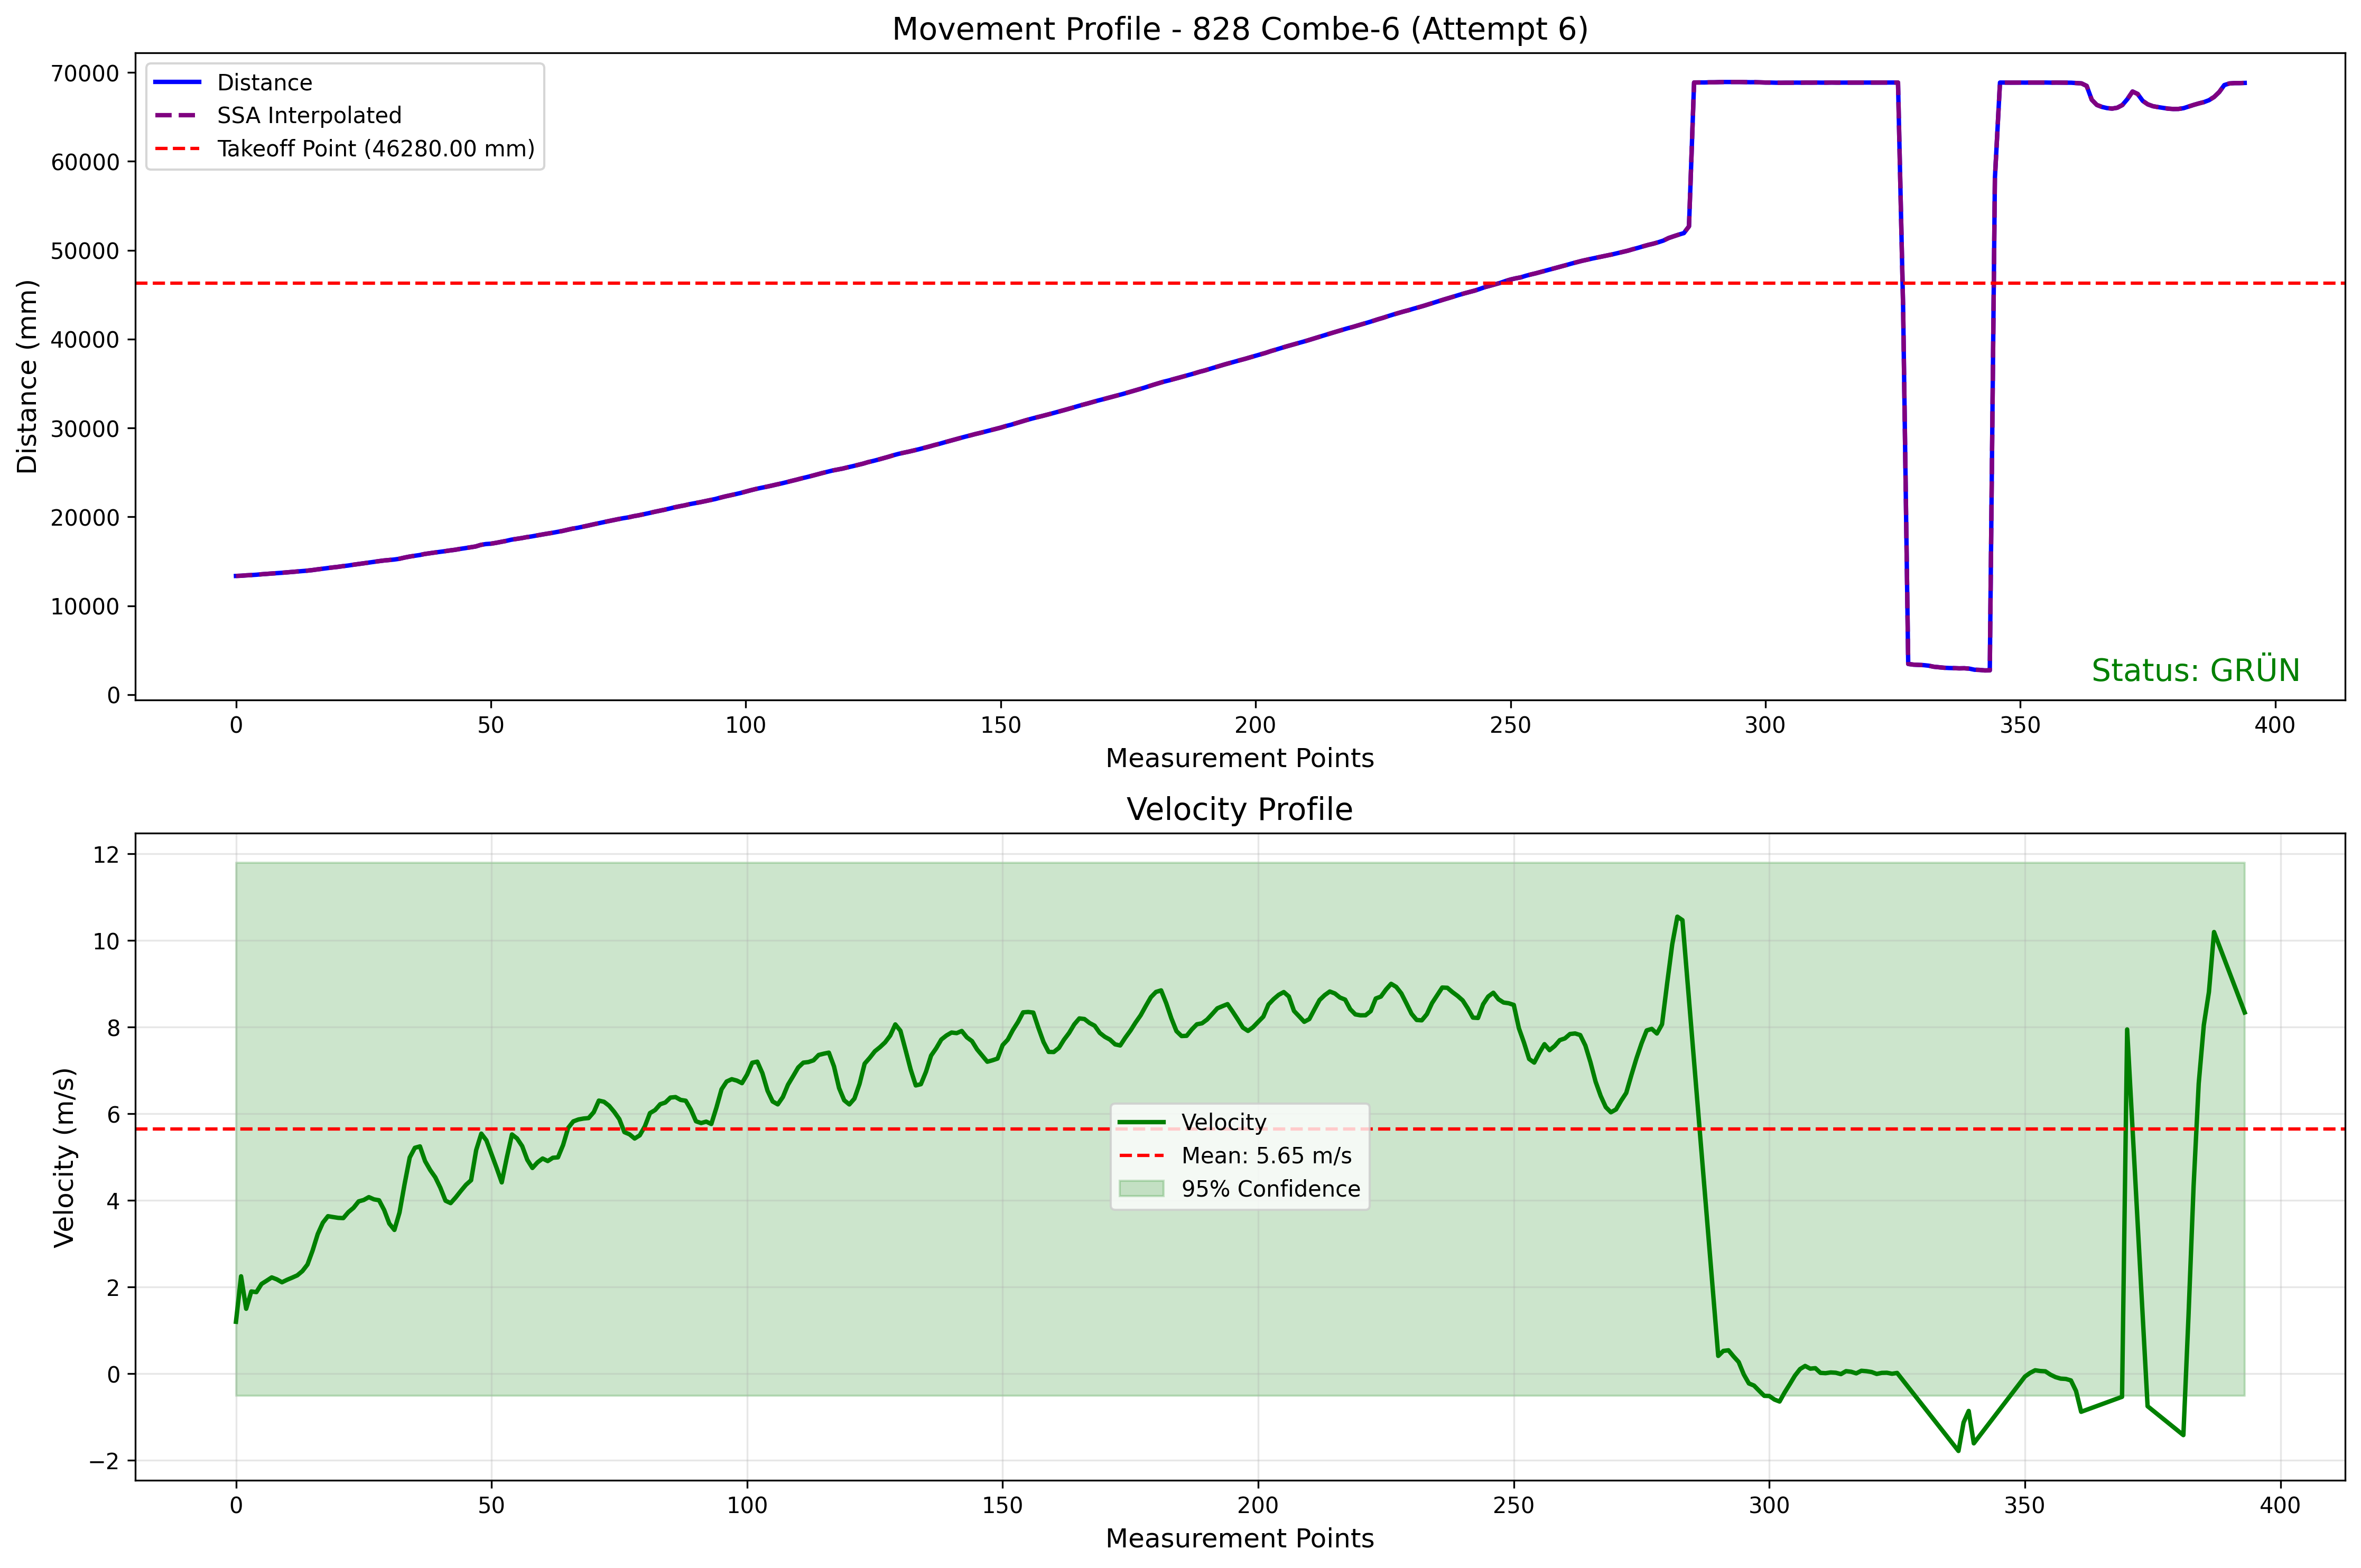 Movement Profile - 828 Combe-6 (Attempt 6)
Distance
SSA Interpolated
Takeoff Point (46280.00 mm)
Distance (mm)
70000
60000
50000
40000
30000
20000
10000
0
Status: GRÜN
0 50 100 150 200 250 300 350 400
Measurement Points
Velocity Profile
Velocity (m/s)
12
10
8
6
4
2
0
−2
Velocity
Mean: 5.65 m/s
95% Confidence
0 50 100 150 200 250 300 350 400
Measurement Points